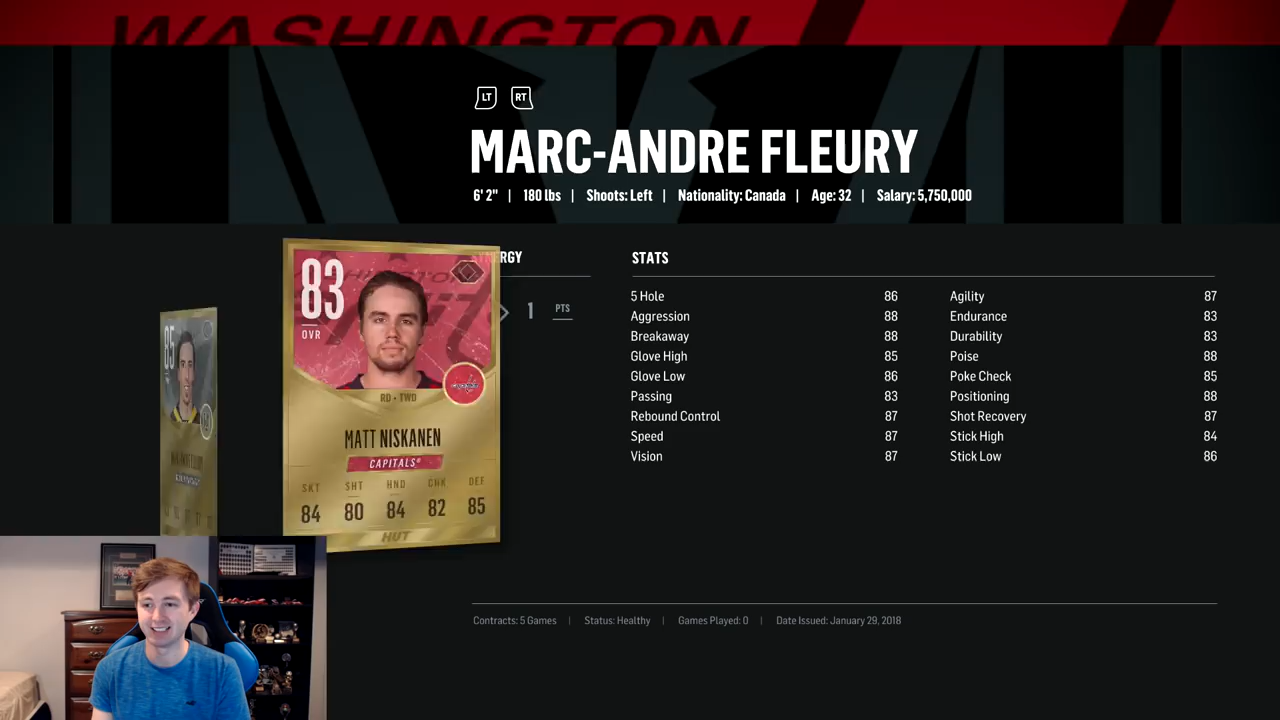 WASHINGTON
LT RT
MARC-ANDRE FLEURY
6' 2" | 180 lbs | Shoots: Left | Nationality: Canada | Age: 32 | Salary: 5,750,000
83
OVR
RD - TWD
MATT NISKANEN
CAPITALS
SKT SHT HND CHK DEF
84 80 84 82 85
HUT
85
1 PTS
STATS
5 Hole 86
Aggression 88
Breakaway 88
Glove High 85
Glove Low 86
Passing 83
Rebound Control 87
Speed 87
Vision 87
Agility 87
Endurance 83
Durability 83
Poise 88
Poke Check 85
Positioning 88
Shot Recovery 87
Stick High 84
Stick Low 86
Contracts: 5 Games | Status: Healthy | Games Played: 0 | Date Issued: January 29, 2018